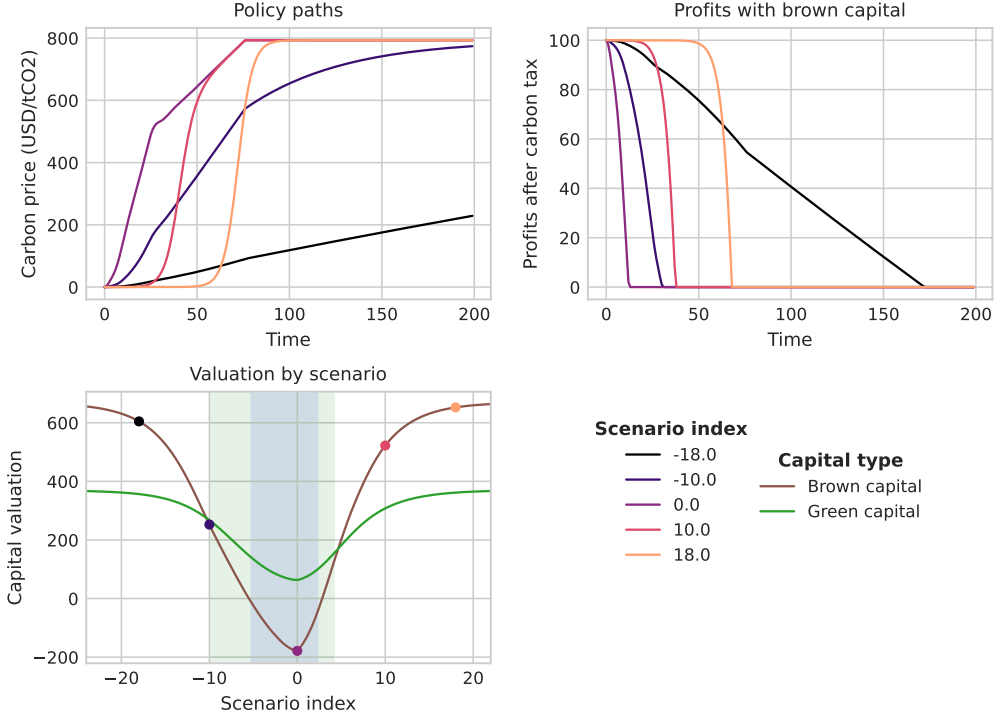 Policy paths
Carbon price (USD/tCO2)
800
600
400
200
0
0 50 100 150 200
Time
Profits with brown capital
Profits after carbon tax
100
80
60
40
20
0
0 50 100 150 200
Time
Valuation by scenario
Capital valuation
600
400
200
0
−200
−20 −10 0 10 20
Scenario index
Scenario index
-18.0
-10.0
0.0
10.0
18.0
Capital type
Brown capital
Green capital